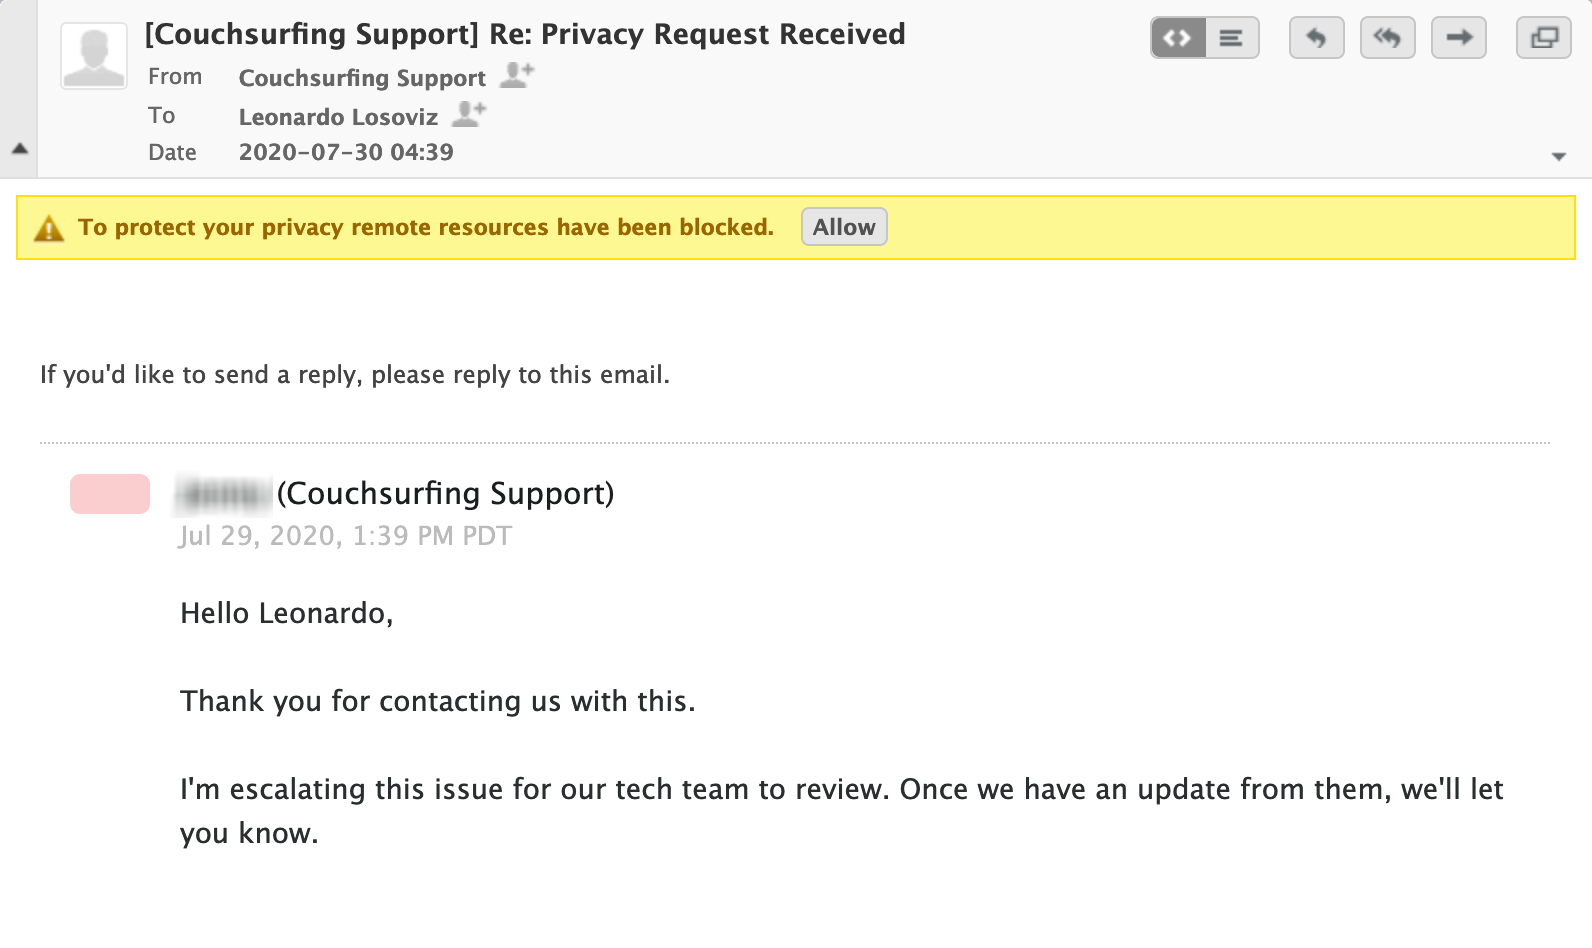 [Couchsurfing Support] Re: Privacy Request Received
From Couchsurfing Support
To Leonardo Losoviz
Date 2020-07-30 04:39
To protect your privacy remote resources have been blocked. Allow
If you'd like to send a reply, please reply to this email.
(Couchsurfing Support)
Jul 29, 2020, 1:39 PM PDT
Hello Leonardo,
Thank you for contacting us with this.
I'm escalating this issue for our tech team to review. Once we have an update from them, we'll let
you know.